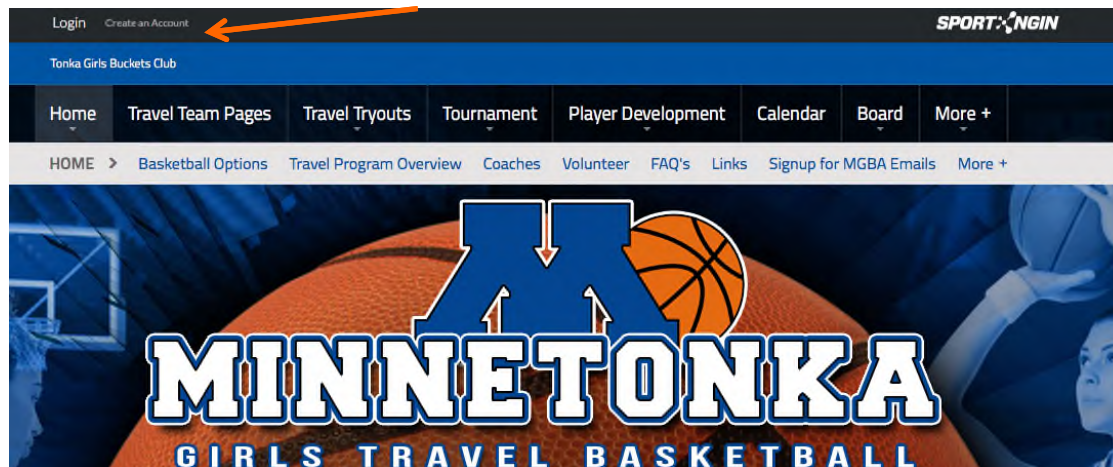 Login Create an Account SPORT NGIN
Tonka Girls Buckets Club
Home Travel Team Pages Travel Tryouts Tournament Player Development Calendar Board More +
HOME > Basketball Options Travel Program Overview Coaches Volunteer FAQ's Links Signup for MGBA Emails More +
M
MINNETONKA
GIRLS TRAVEL BASKETBALL